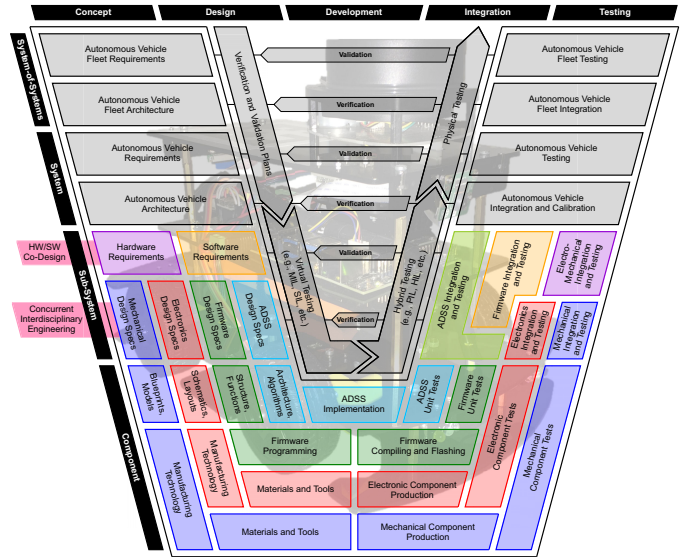 Concept
Design
Development
Integration
Testing
System-of-Systems
Autonomous Vehicle
Fleet Requirements
Verification and Validation Plans
Validation
Physical Testing
Autonomous Vehicle
Fleet Testing
Autonomous Vehicle
Fleet Architecture
Verification
Autonomous Vehicle
Fleet Integration
System
Autonomous Vehicle
Requirements
Validation
Autonomous Vehicle
Testing
Autonomous Vehicle
Architecture
Verification
Autonomous Vehicle
Integration and Calibration
Sub-System
HW/SW
Co-Design
Hardware
Requirements
Software
Requirements
Virtual Testing
(e.g., MIL, SIL, etc.)
Validation
Hybrid Testing
(e.g., PIL, HIL, etc.)
ADSS Integration
and Testing
Firmware Integration
and Testing
Electro-
Mechanical
Integration
and Testing
Concurrent
Interdisciplinary
Engineering
Mechanical
Design Specs
Electronics
Design Specs
Firmware
Design Specs
ADSS
Design Specs
Verification
Electronics
Integration
and Testing
Mechanical
Integration
and Testing
Component
Blueprints,
Models
Schematics,
Layouts
Structure,
Functions
Architecture,
Algorithms
ADSS
Implementation
ADSS
Unit Tests
Firmware
Unit Tests
Electronic
Component Tests
Mechanical
Component Tests
Manufacturing
Technology
Manufacturing
Technology
Firmware
Programming
Firmware
Compiling and Flashing
Materials and Tools
Electronic Component
Production
Materials and Tools
Mechanical Component
Production